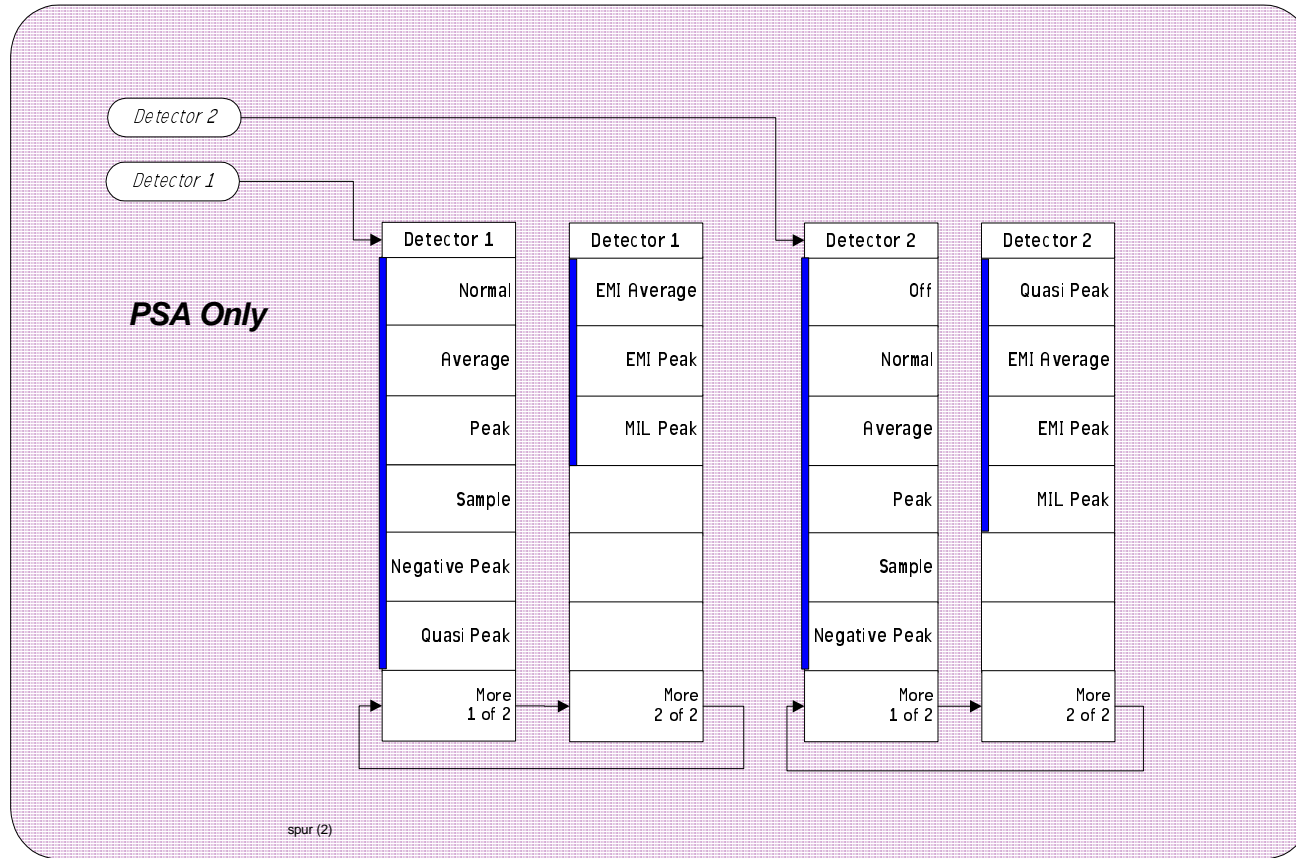 Detector 2
Detector 1
PSA Only
Detector 1
Normal
Average
Peak
Sample
Negative Peak
Quasi Peak
More
1 of 2
Detector 1
EMI Average
EMI Peak
MIL Peak
More
2 of 2
Detector 2
Off
Normal
Average
Peak
Sample
Negative Peak
More
1 of 2
Detector 2
Quasi Peak
EMI Average
EMI Peak
MIL Peak
More
2 of 2
spur (2)